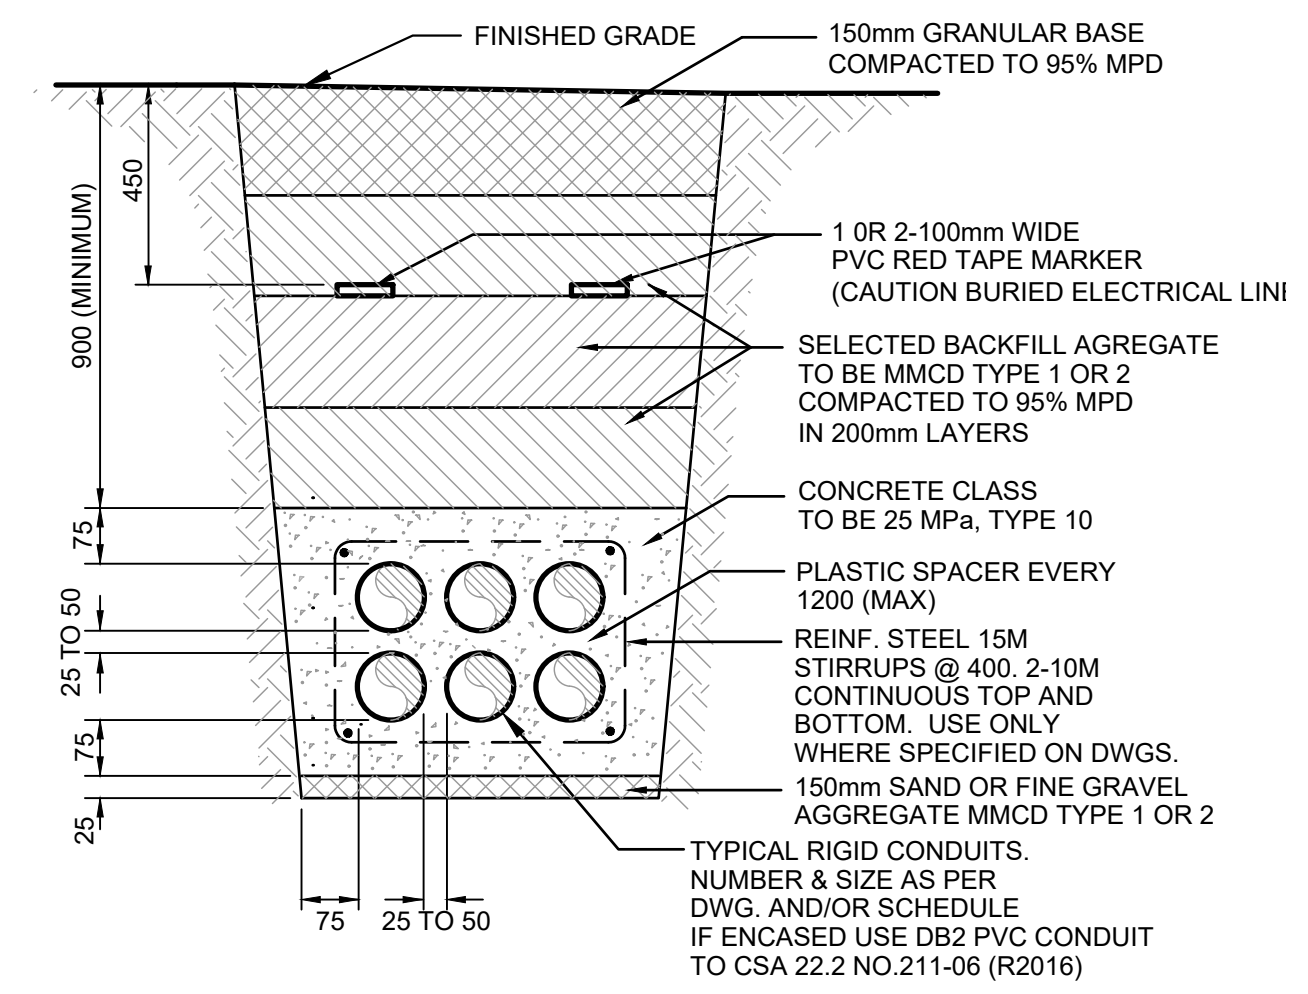 FINISHED GRADE
150mm GRANULAR BASE
COMPACTED TO 95% MPD
450
900 (MINIMUM)
1 0R 2-100mm WIDE
PVC RED TAPE MARKER
(CAUTION BURIED ELECTRICAL LINE
SELECTED BACKFILL AGREGATE
TO BE MMCD TYPE 1 OR 2
COMPACTED TO 95% MPD
IN 200mm LAYERS
CONCRETE CLASS
TO BE 25 MPa, TYPE 10
75
PLASTIC SPACER EVERY
1200 (MAX)
25 TO 50
REINF. STEEL 15M
STIRRUPS @ 400. 2-10M
CONTINUOUS TOP AND
BOTTOM. USE ONLY
WHERE SPECIFIED ON DWGS.
75
150mm SAND OR FINE GRAVEL
AGGREGATE MMCD TYPE 1 OR 2
25
TYPICAL RIGID CONDUITS.
NUMBER & SIZE AS PER
DWG. AND/OR SCHEDULE
IF ENCASED USE DB2 PVC CONDUIT
TO CSA 22.2 NO.211-06 (R2016)
75
25 TO 50